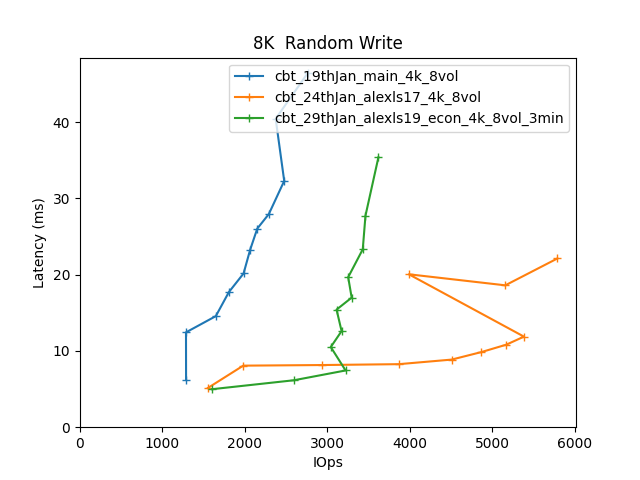 8K  Random Write
cbt_19thJan_main_4k_8vol
cbt_24thJan_alexls17_4k_8vol
cbt_29thJan_alexls19_econ_4k_8vol_3min
Latency (ms)
40
30
20
10
0
0 1000 2000 3000 4000 5000 6000
IOps